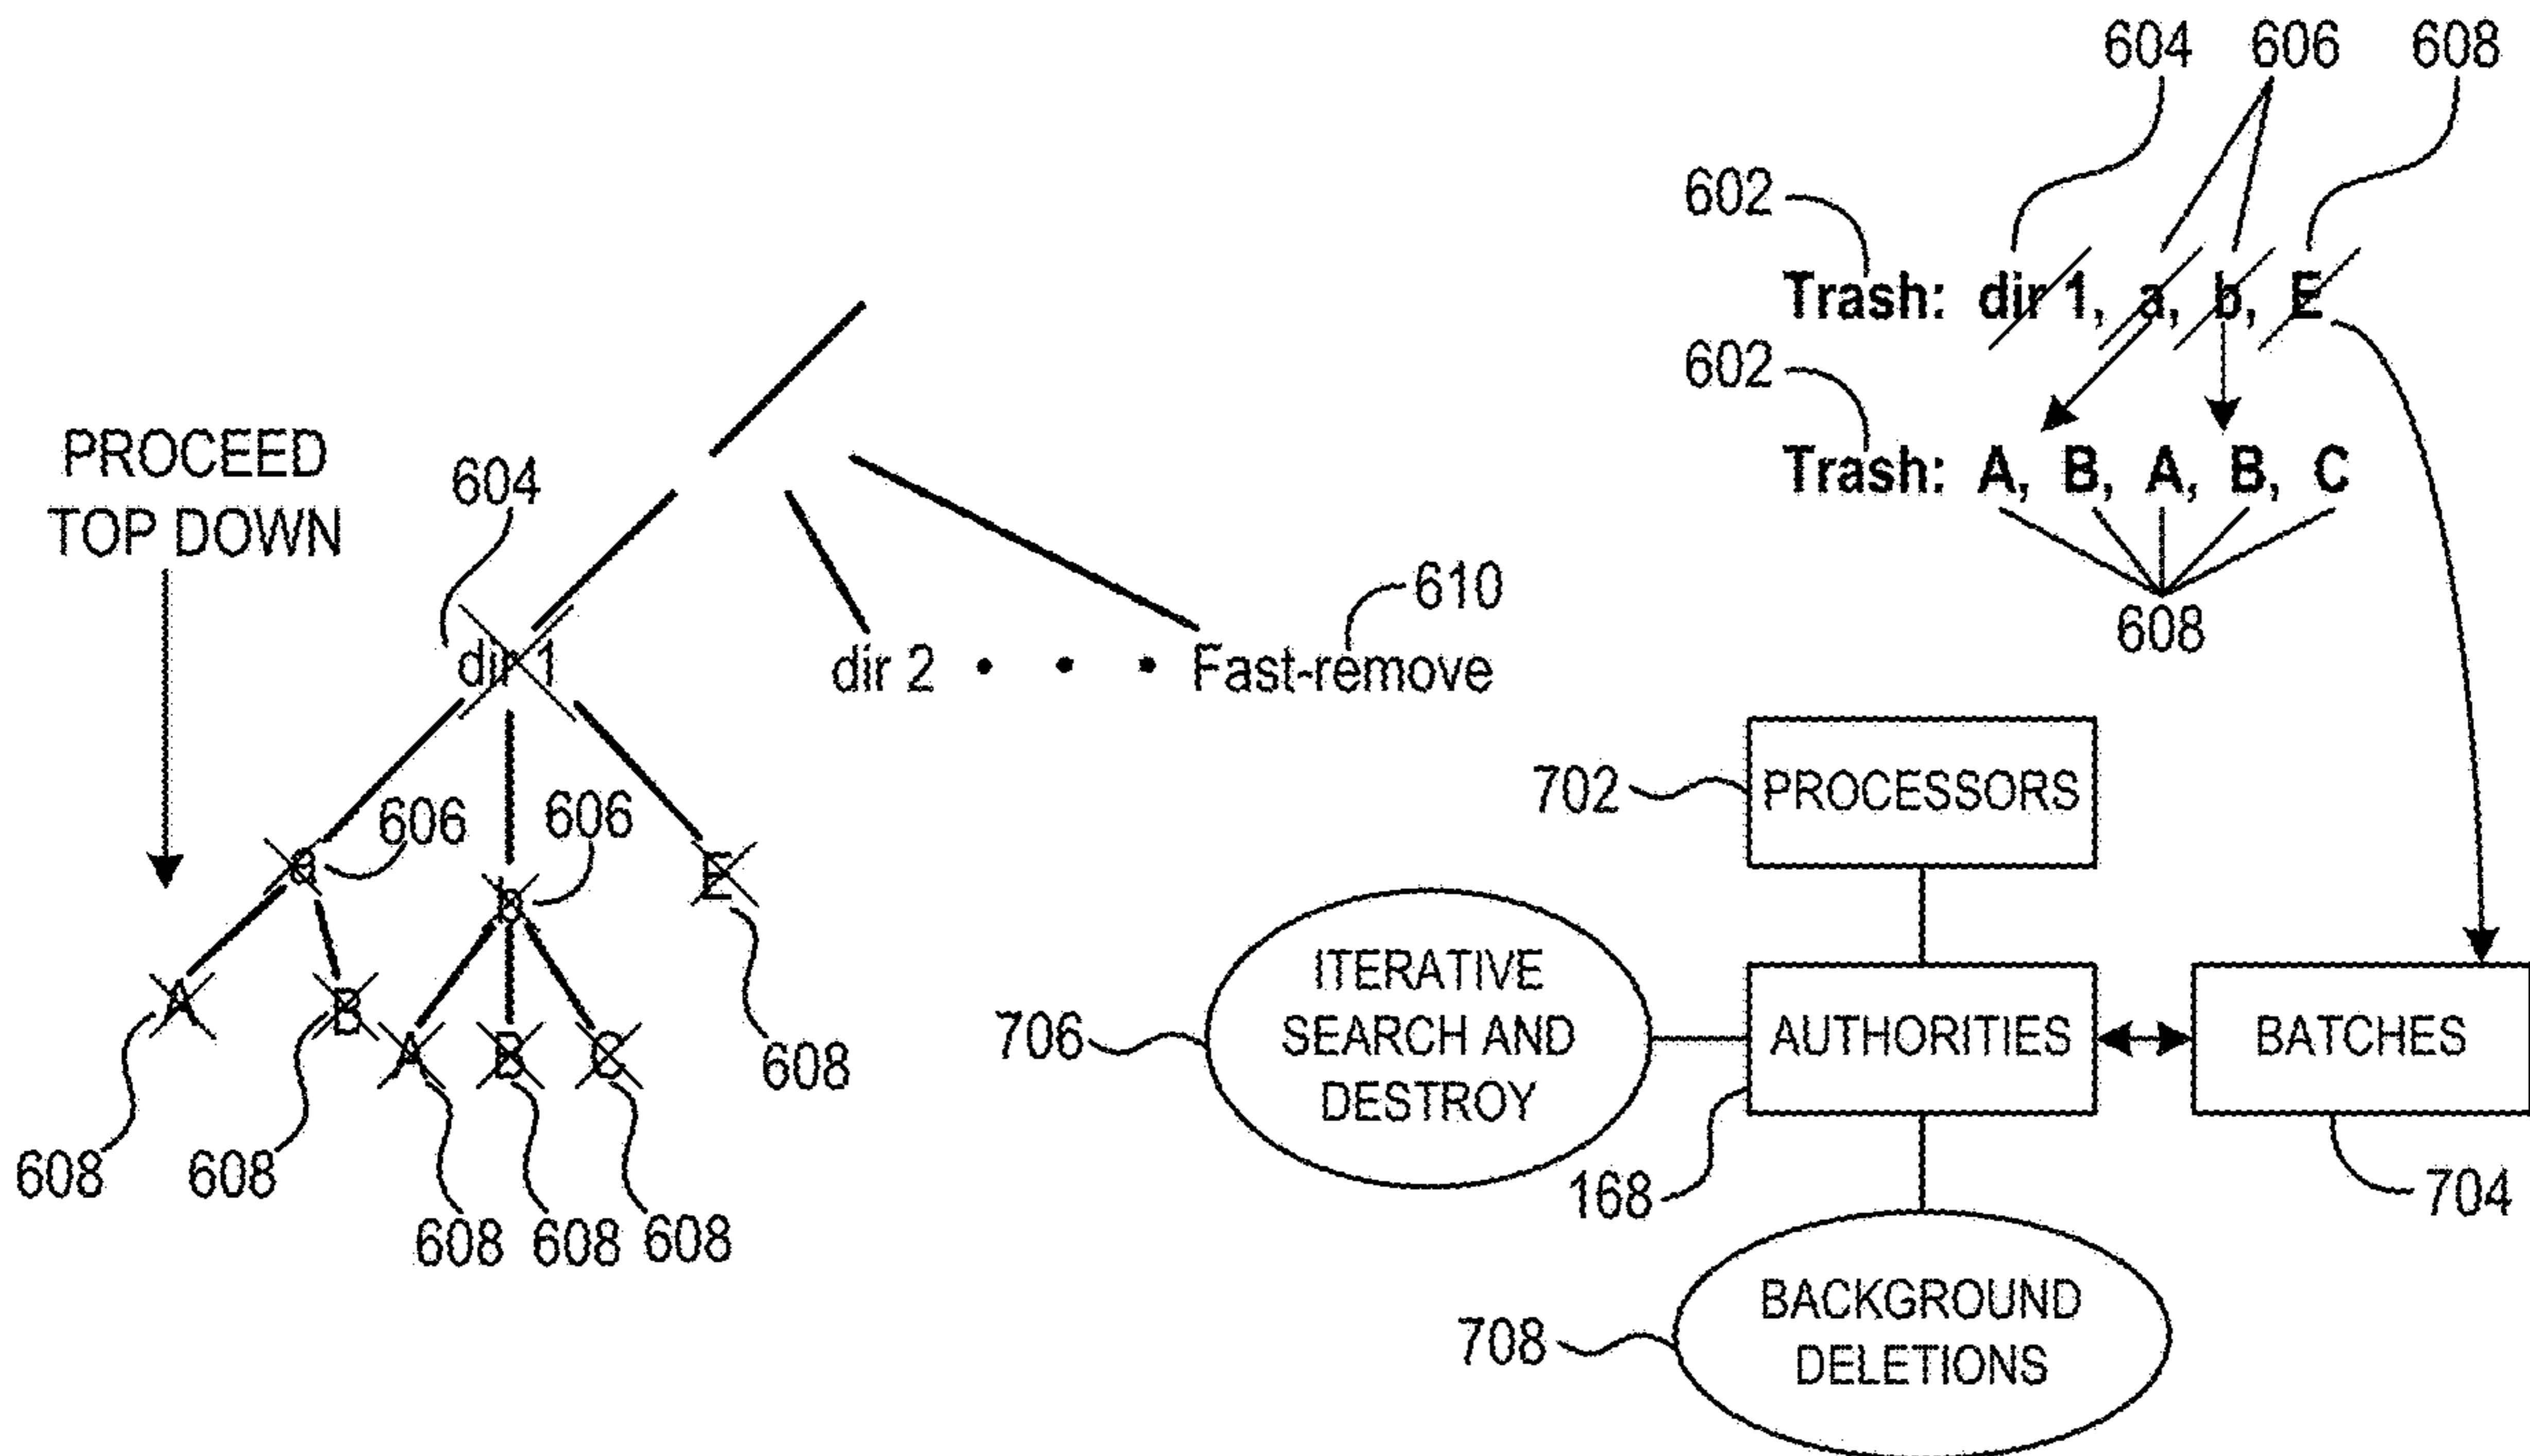 604 606 608
602
Trash: dir 1, a, b, E
602
Trash: A, B, A, B, C
608
PROCEED
TOP DOWN
604
dir 1
dir 2 • • • Fast-remove
610
606 606
a
b
E
A
B
A B C
608
608
608
608 608 608
702
PROCESSORS
706
ITERATIVE
SEARCH AND
DESTROY
AUTHORITIES
BATCHES
168
704
708
BACKGROUND
DELETIONS